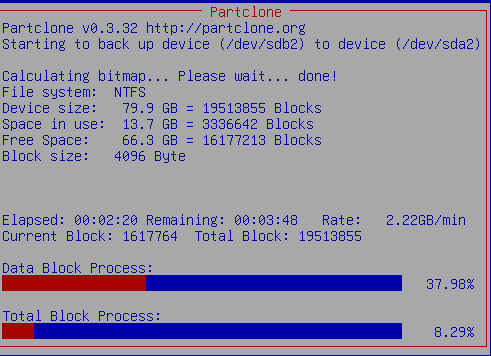 Partclone
Partclone v0.3.32 http://partclone.org
Starting to back up device (/dev/sdb2) to device (/dev/sda2)
Calculating bitmap... Please wait... done!
File system:  NTFS
Device size:   79.9 GB = 19513855 Blocks
Space in use:  13.7 GB = 3336642 Blocks
Free Space:    66.3 GB = 16177213 Blocks
Block size:   4096 Byte
Elapsed: 00:02:20 Remaining: 00:03:48   Rate:   2.22GB/min
Current Block: 1617764  Total Block: 19513855
Data Block Process:
37.98%
Total Block Process:
8.29%